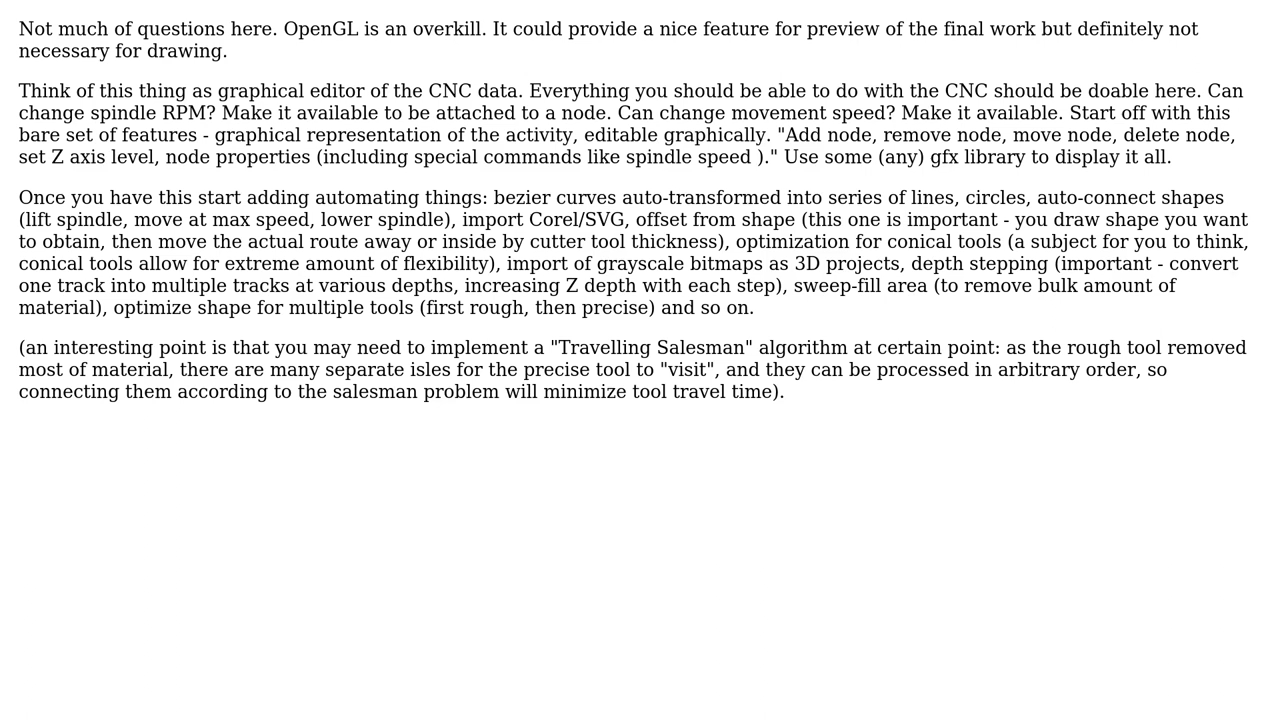 Not much of questions here. OpenGL is an overkill. It could provide a nice feature for preview of the final work but definitely not
necessary for drawing.
Think of this thing as graphical editor of the CNC data. Everything you should be able to do with the CNC should be doable here. Can
change spindle RPM? Make it available to be attached to a node. Can change movement speed? Make it available. Start off with this
bare set of features - graphical representation of the activity, editable graphically. "Add node, remove node, move node, delete node,
set Z axis level, node properties (including special commands like spindle speed )." Use some (any) gfx library to display it all.
Once you have this start adding automating things: bezier curves auto-transformed into series of lines, circles, auto-connect shapes
(lift spindle, move at max speed, lower spindle), import Corel/SVG, offset from shape (this one is important - you draw shape you want
to obtain, then move the actual route away or inside by cutter tool thickness), optimization for conical tools (a subject for you to think,
conical tools allow for extreme amount of flexibility), import of grayscale bitmaps as 3D projects, depth stepping (important - convert
one track into multiple tracks at various depths, increasing Z depth with each step), sweep-fill area (to remove bulk amount of
material), optimize shape for multiple tools (first rough, then precise) and so on.
(an interesting point is that you may need to implement a "Travelling Salesman" algorithm at certain point: as the rough tool removed
most of material, there are many separate isles for the precise tool to "visit", and they can be processed in arbitrary order, so
connecting them according to the salesman problem will minimize tool travel time).